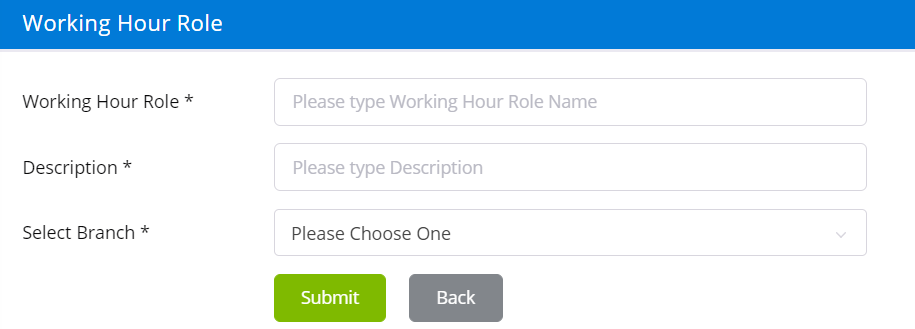 Working Hour Role
Working Hour Role * Please type Working Hour Role Name
Description * Please type Description
Select Branch * Please Choose One
Submit Back